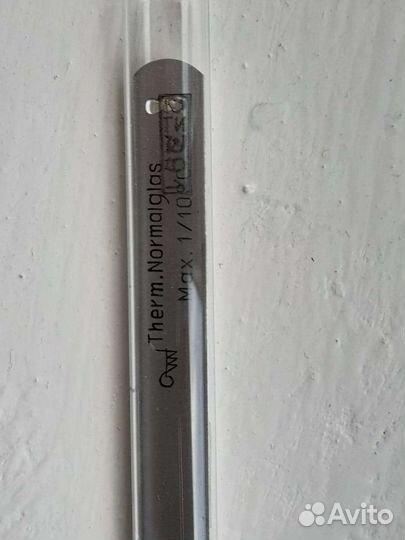 Therm.Normalglas
Max. 1/10
Avito